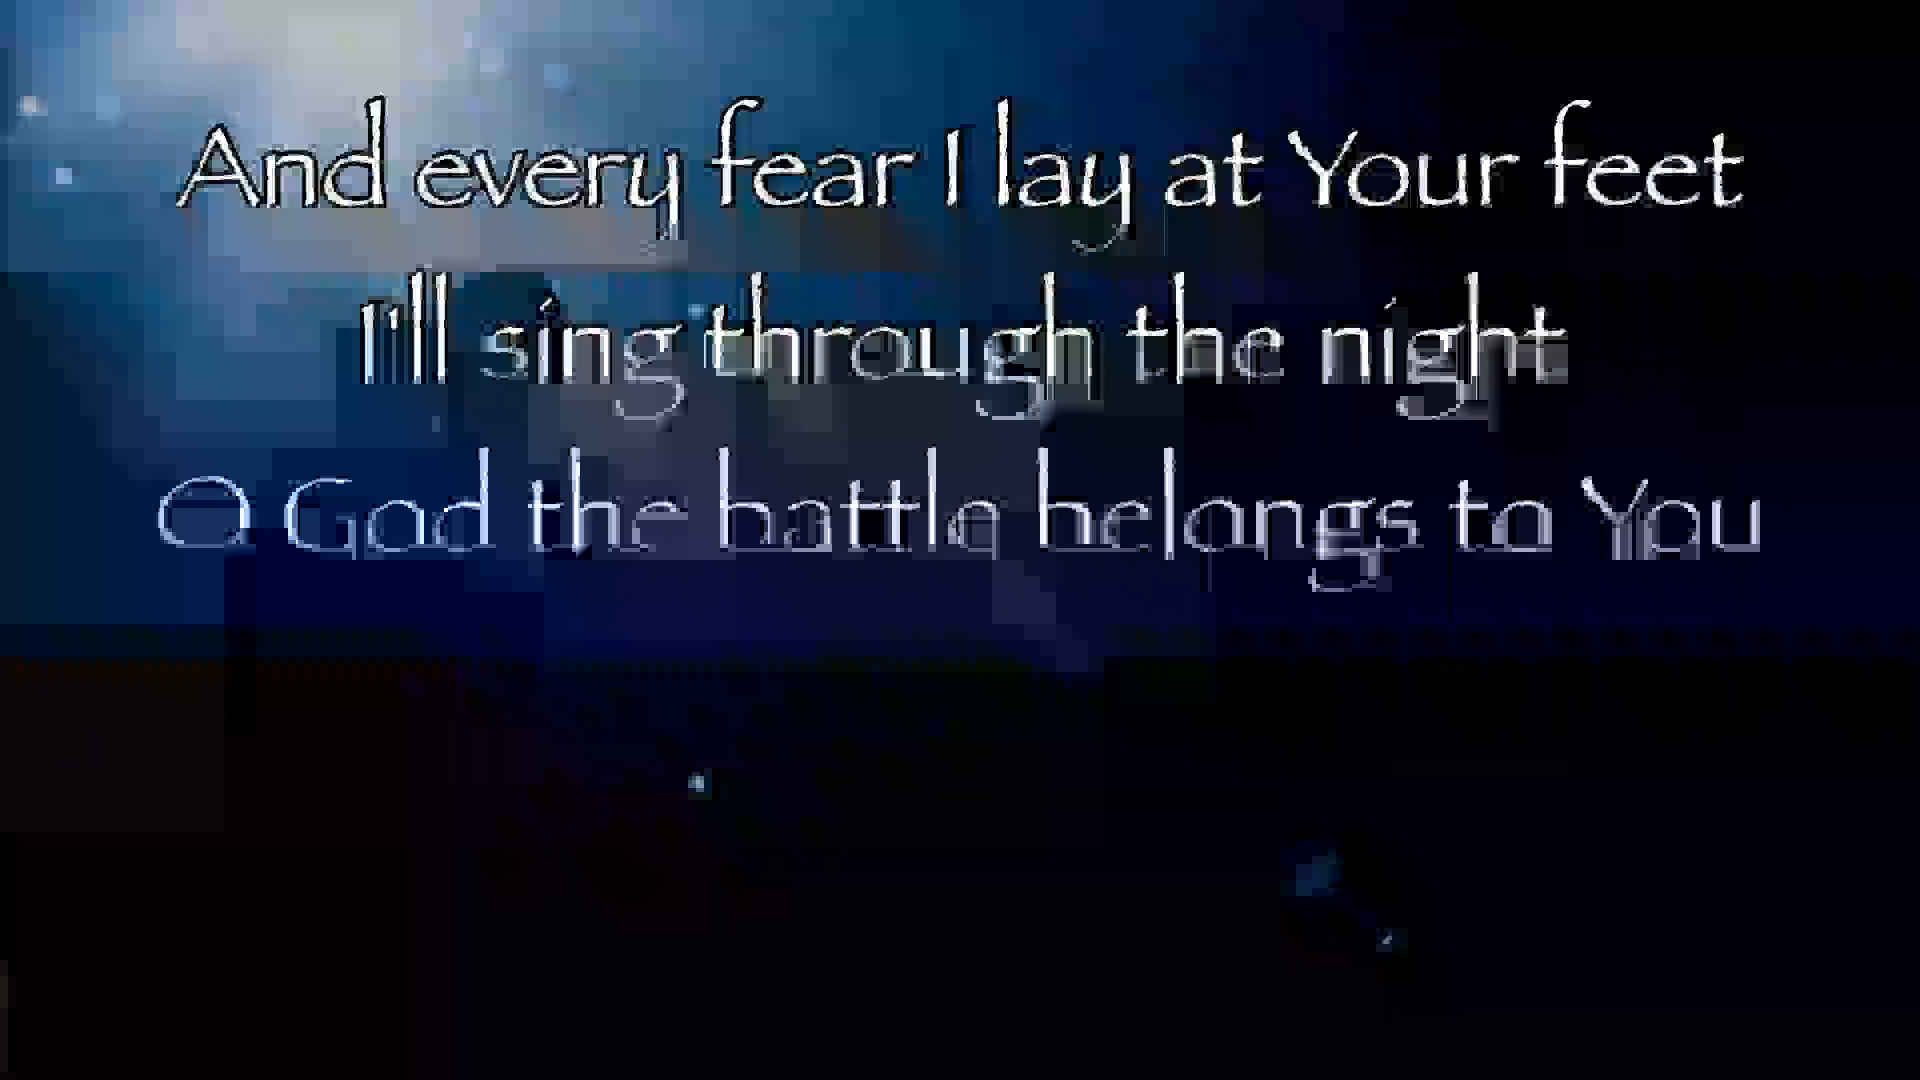 And every fear I lay at Your feet
I'll sing through the night
O God the battle belongs to You